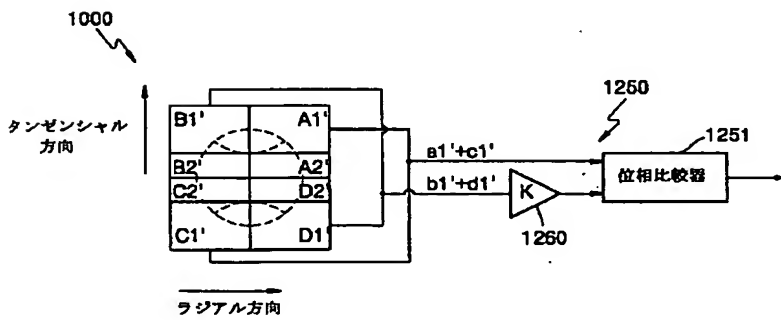 1000
タンゼンシャル
方向
B1' A1'
B2' A2'
C2' D2'
C1' D1'
ラジアル方向
a1'+c1'
b1'+d1'
K
1260
1250
1251
位相比較器